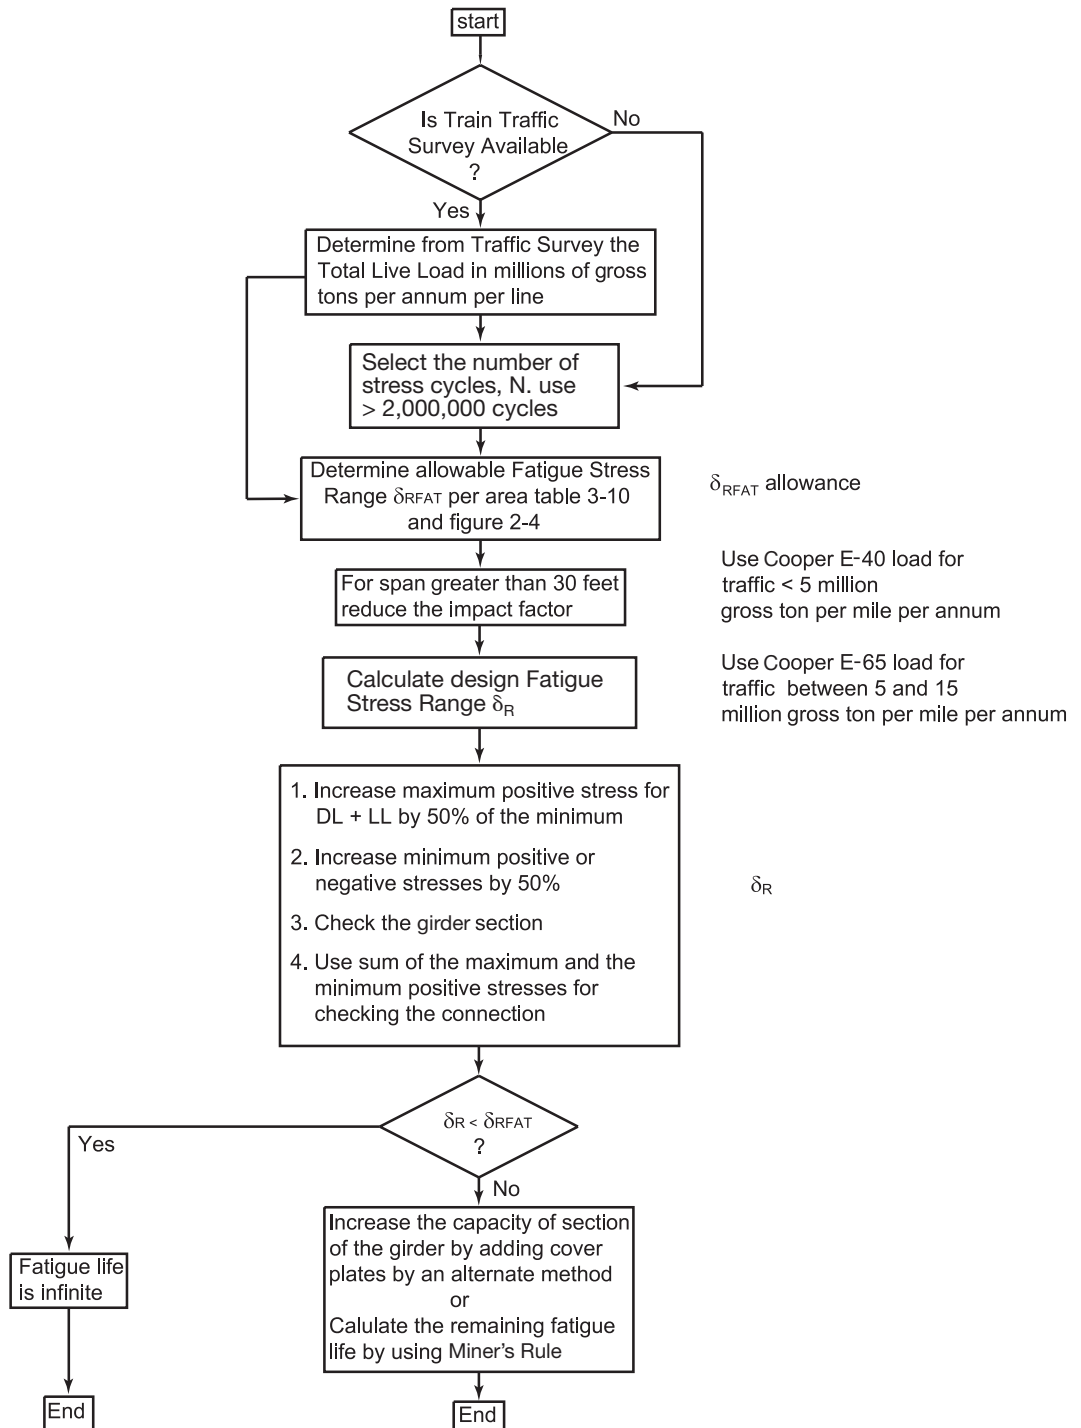 start
Is Train Traffic
Survey Available
?
No
Yes
Determine from Traffic Survey the
Total Live Load in millions of gross
tons per annum per line
Select the number of
stress cycles, N. use
> 2,000,000 cycles
Determine allowable Fatigue Stress
Range δRFAT per area table 3-10
and figure 2-4
δRFAT allowance
For span greater than 30 feet
reduce the impact factor
Use Cooper E-40 load for
traffic < 5 million
gross ton per mile per annum
Calculate design Fatigue
Stress Range δR
Use Cooper E-65 load for
traffic between 5 and 15
million gross ton per mile per annum
1. Increase maximum positive stress for
DL + LL by 50% of the minimum
2. Increase minimum positive or
negative stresses by 50%
3. Check the girder section
4. Use sum of the maximum and the
minimum positive stresses for
checking the connection
δR
δR < δRFAT
?
Yes
No
Fatigue life
is infinite
Increase the capacity of section
of the girder by adding cover
plates by an alternate method
or
Calulate the remaining fatigue
life by using Miner's Rule
End
End